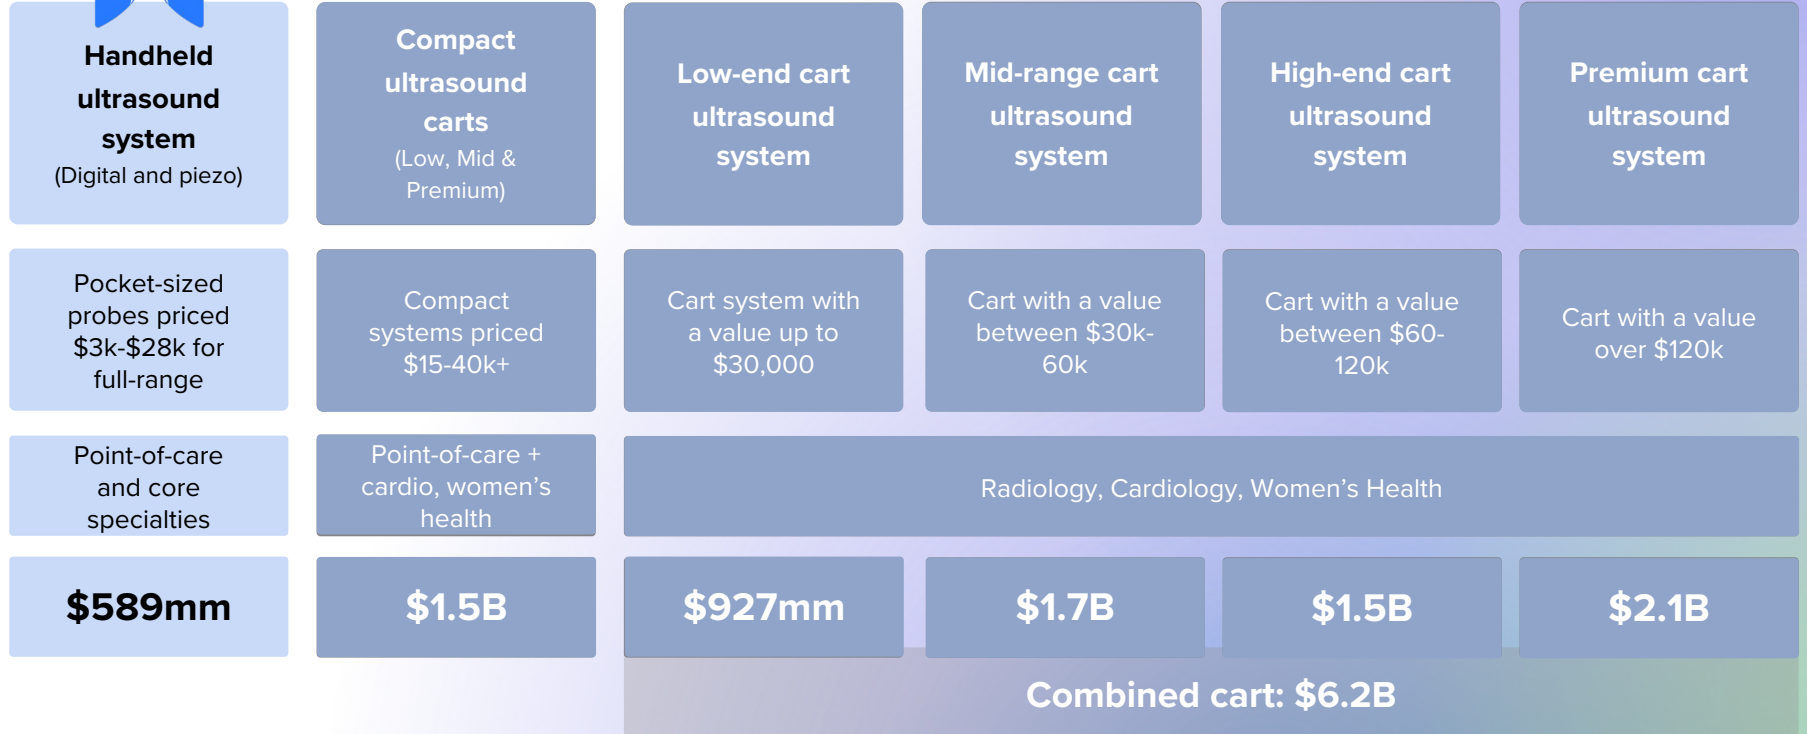 Handheld
ultrasound
system
(Digital and piezo)
Compact
ultrasound
carts
(Low, Mid &
Premium)
Low-end cart
ultrasound
system
Mid-range cart
ultrasound
system
High-end cart
ultrasound
system
Premium cart
ultrasound
system
Pocket-sized
probes priced
$3k-$28k for
full-range
Compact
systems priced
$15-40k+
Cart system with
a value up to
$30,000
Cart with a value
between $30k-
60k
Cart with a value
between $60-
120k
Cart with a value
over $120k
Point-of-care
and core
specialties
Point-of-care +
cardio, women’s
health
Radiology, Cardiology, Women’s Health
$589mm
$1.5B
$927mm
$1.7B
$1.5B
$2.1B
Combined cart: $6.2B